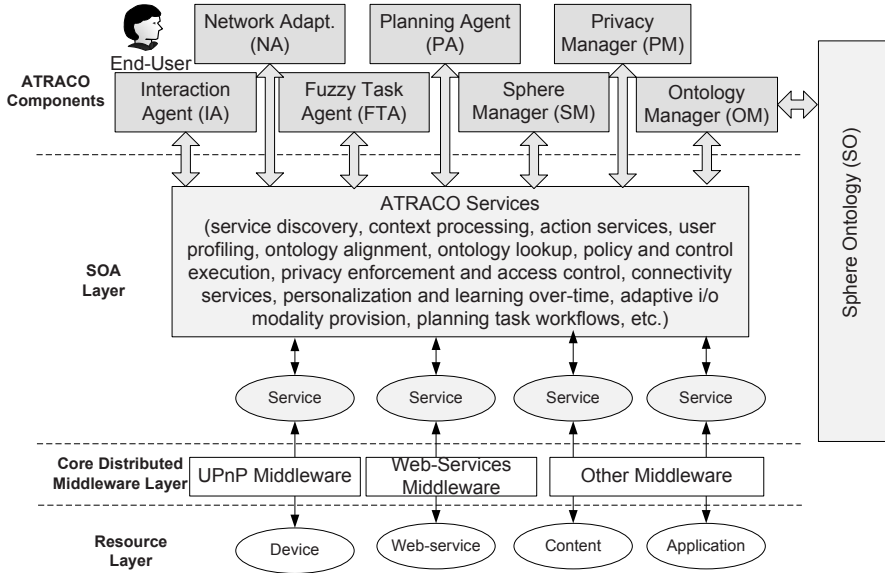 Network Adapt.
(NA)
Planning Agent
(PA)
Privacy
Manager (PM)
End-User
ATRACO
Components
Interaction
Agent (IA)
Fuzzy Task
Agent (FTA)
Sphere
Manager (SM)
Ontology
Manager (OM)
Sphere Ontology (SO)
SOA
Layer
ATRACO Services
(service discovery, context processing, action services, user
profiling, ontology alignment, ontology lookup, policy and control
execution, privacy enforcement and access control, connectivity
services, personalization and learning over-time, adaptive i/o
modality provision, planning task workflows, etc.)
Service
Service
Service
Service
Core Distributed
Middleware Layer
UPnP Middleware
Web-Services
Middleware
Other Middleware
Resource
Layer
Device
Web-service
Content
Application